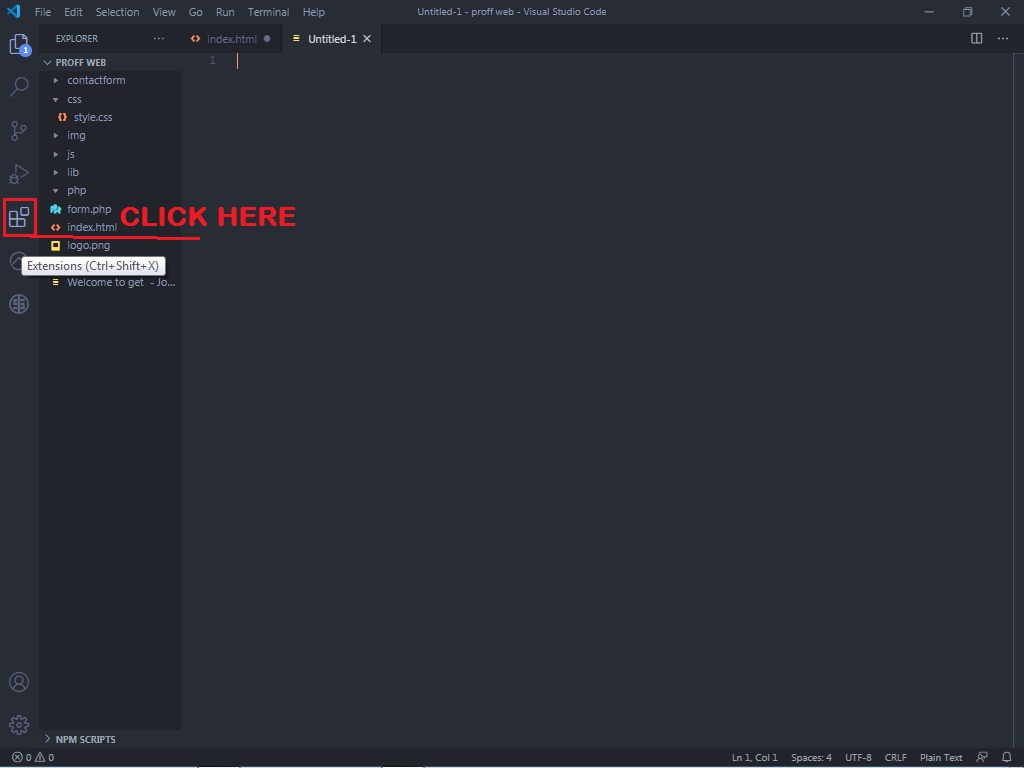 File Edit Selection View Go Run Terminal Help
Untitled-1 - proff web - Visual Studio Code
1
EXPLORER
index.html
Untitled-1
PROFF WEB
1
contactform
css
style.css
img
js
lib
php
form.php
index.html
CLICK HERE
logo.png
Extensions (Ctrl+Shift+X)
Welcome to get - Jo...
NPM SCRIPTS
0 0
Ln 1, Col 1 Spaces: 4 UTF-8 CRLF Plain Text